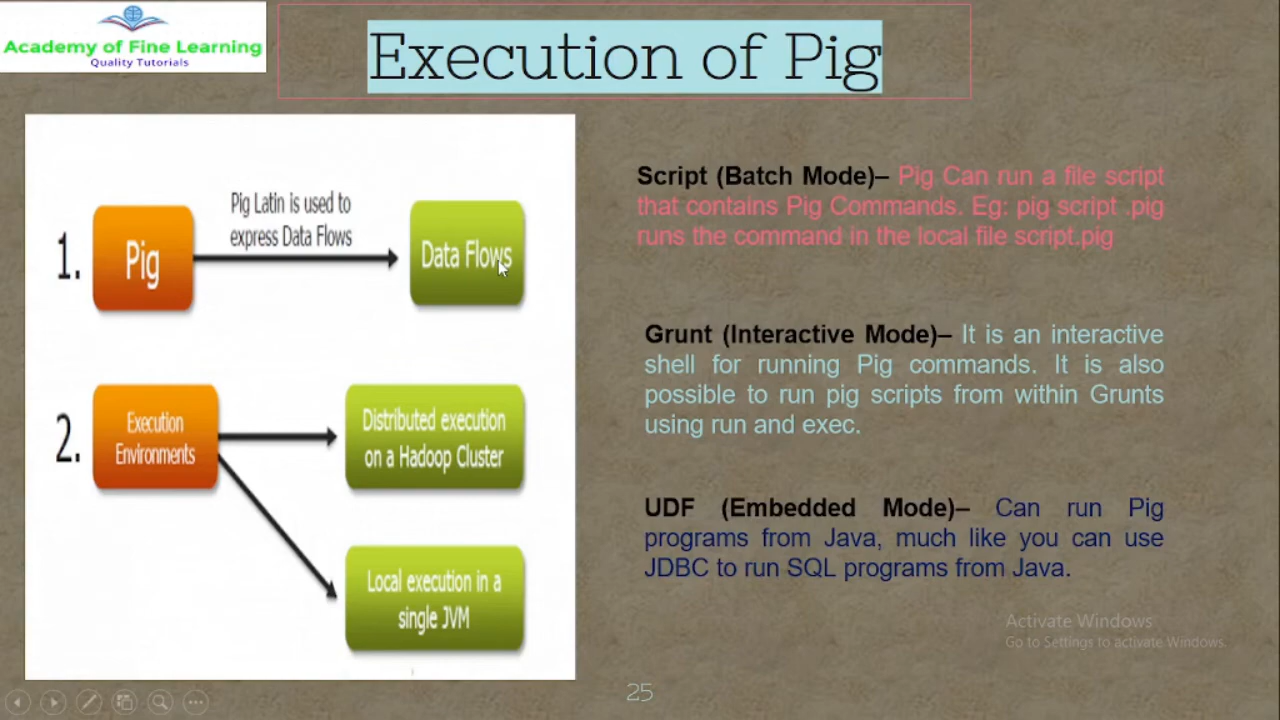 Academy of Fine Learning
Quality Tutorials
Execution of Pig
1.
Pig
Pig Latin is used to
express Data Flows
Data Flows
2.
Execution
Environments
Distributed execution
on a Hadoop Cluster
Local execution in a
single JVM
Script (Batch Mode)– Pig Can run a file script
that contains Pig Commands. Eg: pig script .pig
runs the command in the local file script.pig
Grunt (Interactive Mode)– It is an interactive
shell for running Pig commands. It is also
possible to run pig scripts from within Grunts
using run and exec.
UDF (Embedded Mode)– Can run Pig
programs from Java, much like you can use
JDBC to run SQL programs from Java.
Activate Windows
Go to Settings to activate Windows.
25